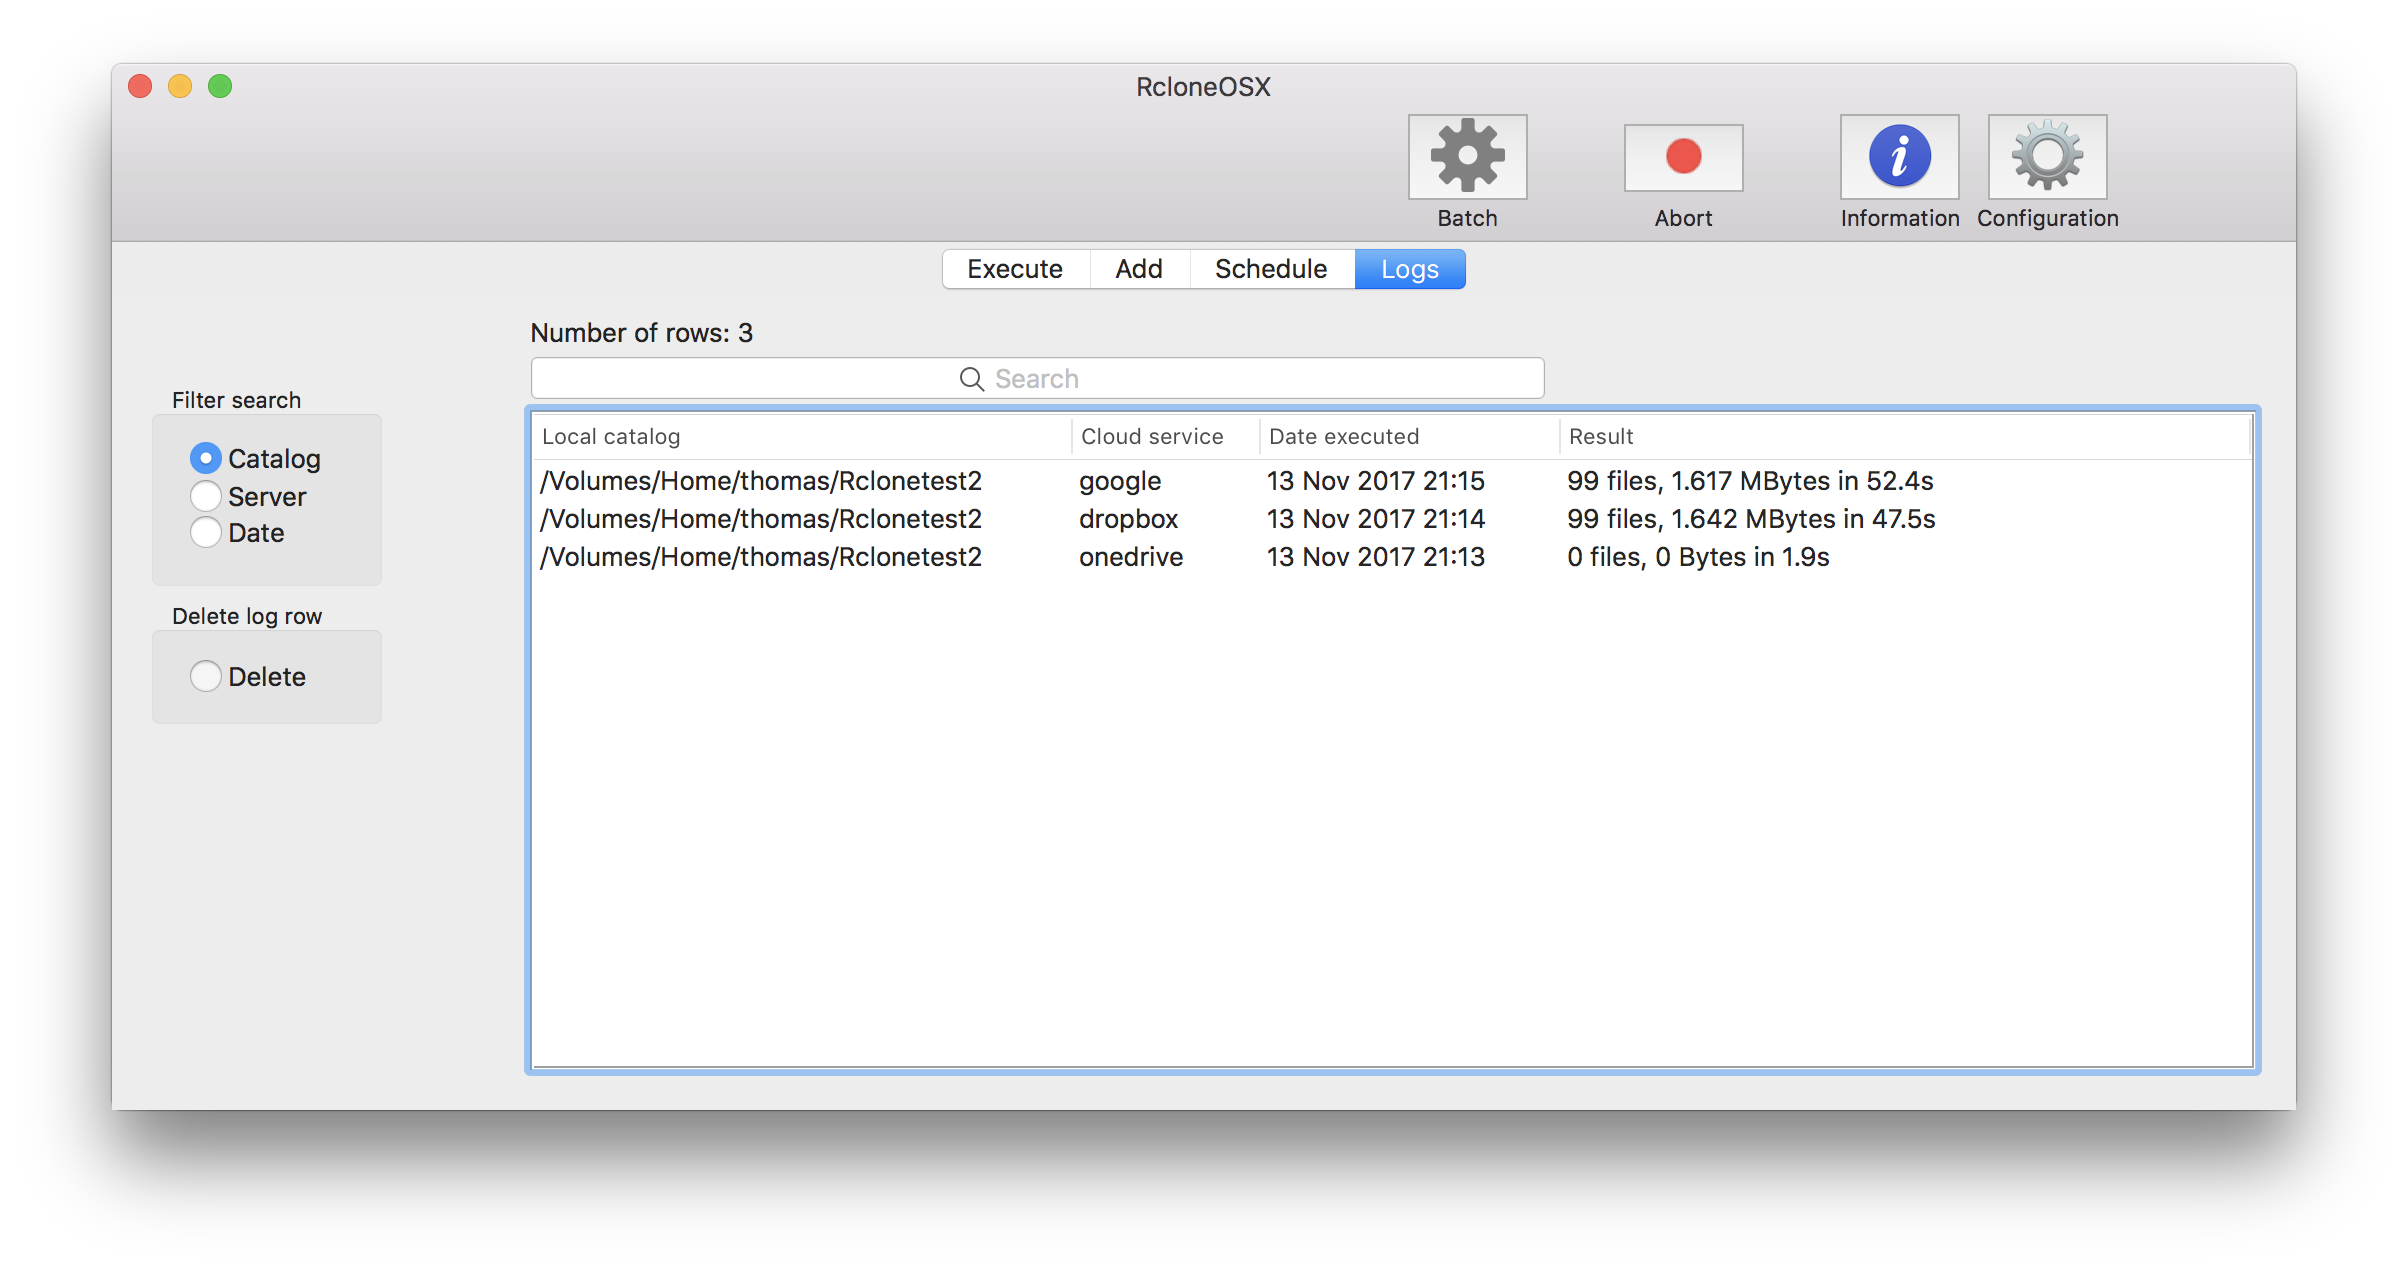 RcloneOSX
Batch
Abort
Information
Configuration
Execute
Add
Schedule
Logs
Number of rows: 3
Search
Filter search
Catalog
Server
Date
Delete log row
Delete
Local catalog Cloud service Date executed Result
/Volumes/Home/thomas/Rclonetest2 google 13 Nov 2017 21:15 99 files, 1.617 MBytes in 52.4s
/Volumes/Home/thomas/Rclonetest2 dropbox 13 Nov 2017 21:14 99 files, 1.642 MBytes in 47.5s
/Volumes/Home/thomas/Rclonetest2 onedrive 13 Nov 2017 21:13 0 files, 0 Bytes in 1.9s